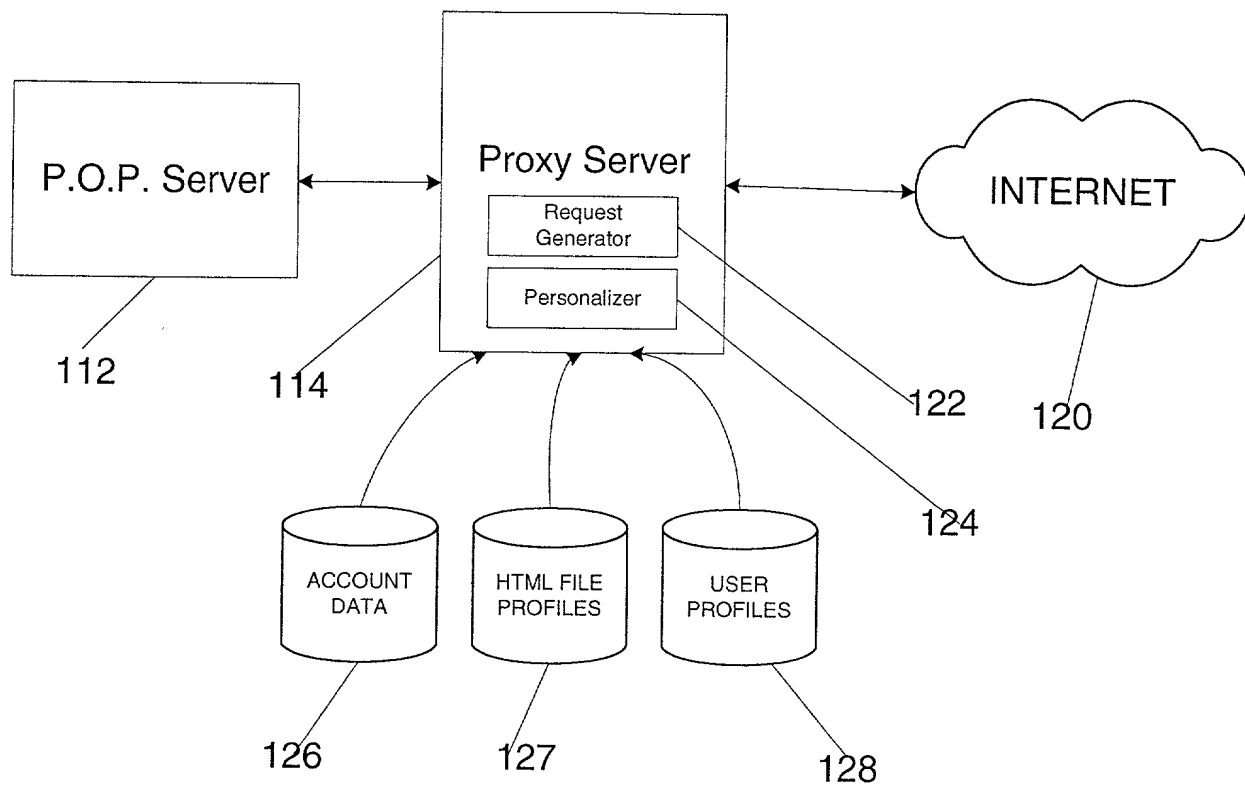 P.O.P. Server
Proxy Server
Request
Generator
Personalizer
INTERNET
112
114
122
120
124
ACCOUNT
DATA
HTML FILE
PROFILES
USER
PROFILES
126
127
128